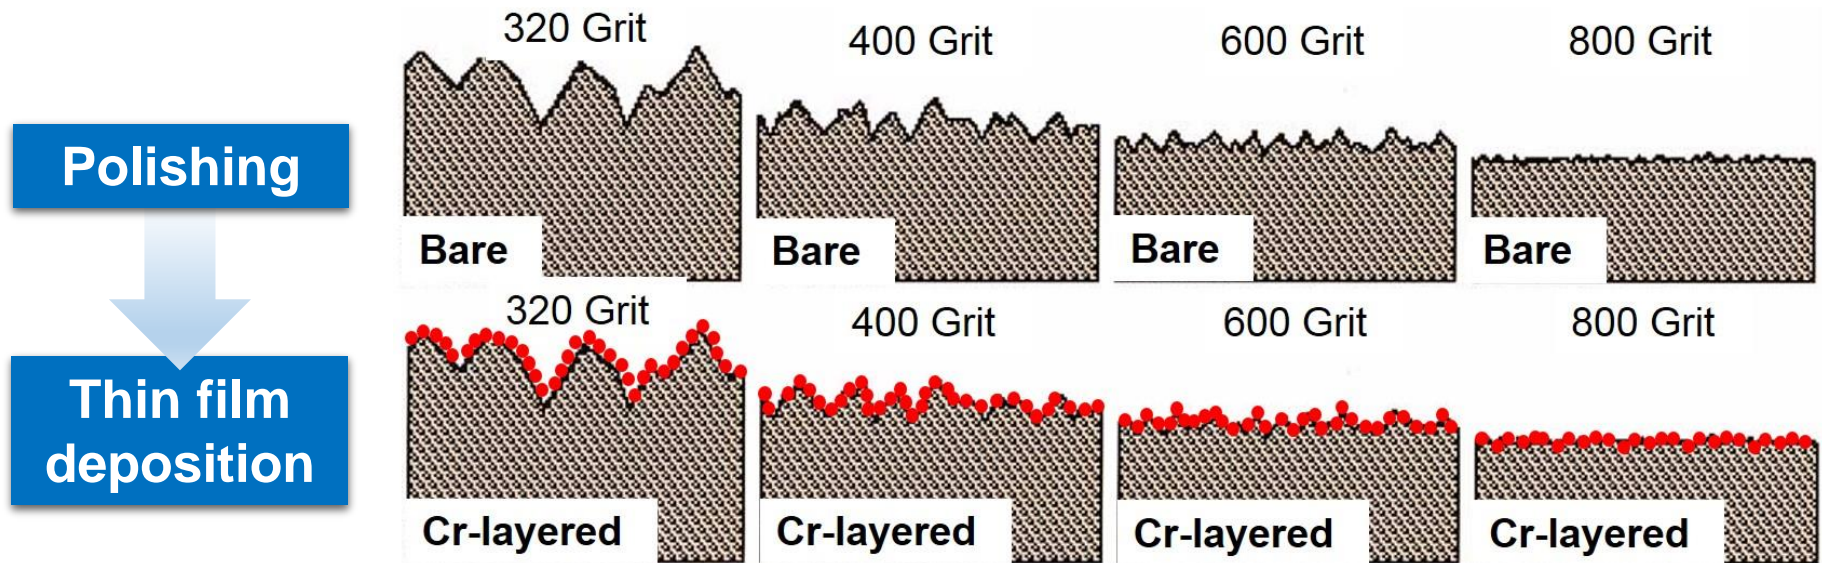 Polishing
Thin film
deposition
320 Grit
400 Grit
600 Grit
800 Grit
Bare
Bare
Bare
Bare
320 Grit
400 Grit
600 Grit
800 Grit
Cr-layered
Cr-layered
Cr-layered
Cr-layered